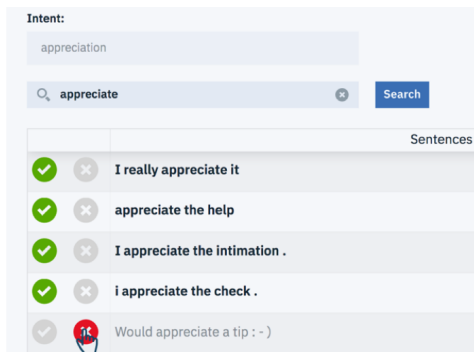 Intent:
appreciation
appreciate Search
Sentences
I really appreciate it
appreciate the help
I appreciate the intimation .
i appreciate the check .
Would appreciate a tip : - )